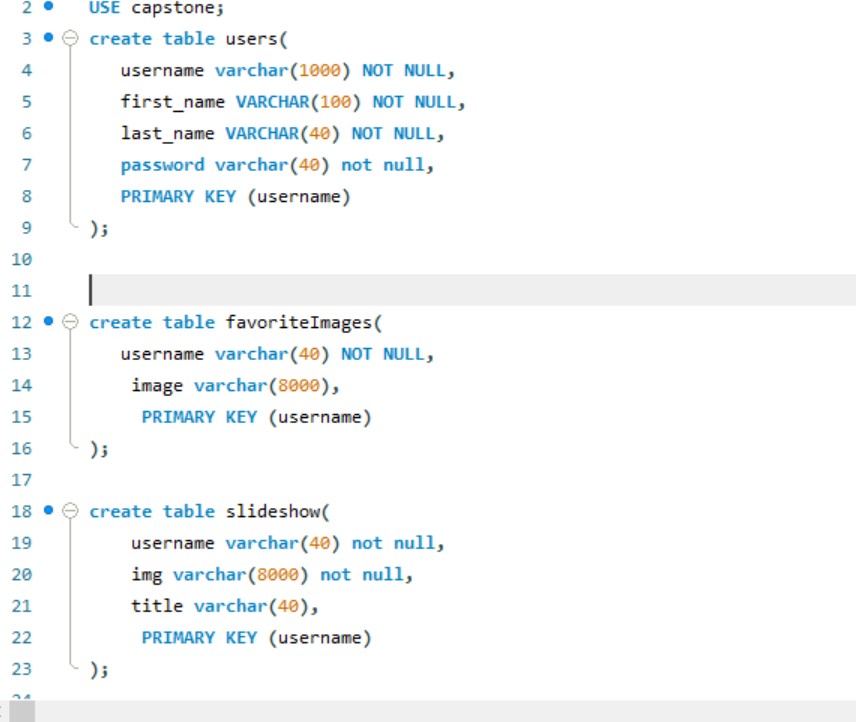 2 USE capstone;
3 create table users(
4 username varchar(1000) NOT NULL,
5 first_name VARCHAR(100) NOT NULL,
6 last_name VARCHAR(40) NOT NULL,
7 password varchar(40) not null,
8 PRIMARY KEY (username)
9 );
10
11
12 create table favoriteImages(
13 username varchar(40) NOT NULL,
14 image varchar(8000),
15 PRIMARY KEY (username)
16 );
17
18 create table slideshow(
19 username varchar(40) not null,
20 img varchar(8000) not null,
21 title varchar(40),
22 PRIMARY KEY (username)
23 );